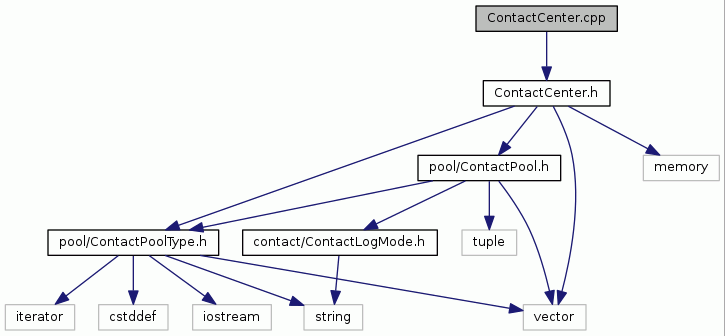 ContactCenter.cpp
ContactCenter.h
pool/ContactPool.h
memory
pool/ContactPoolType.h
contact/ContactLogMode.h
tuple
iterator
cstddef
iostream
string
vector